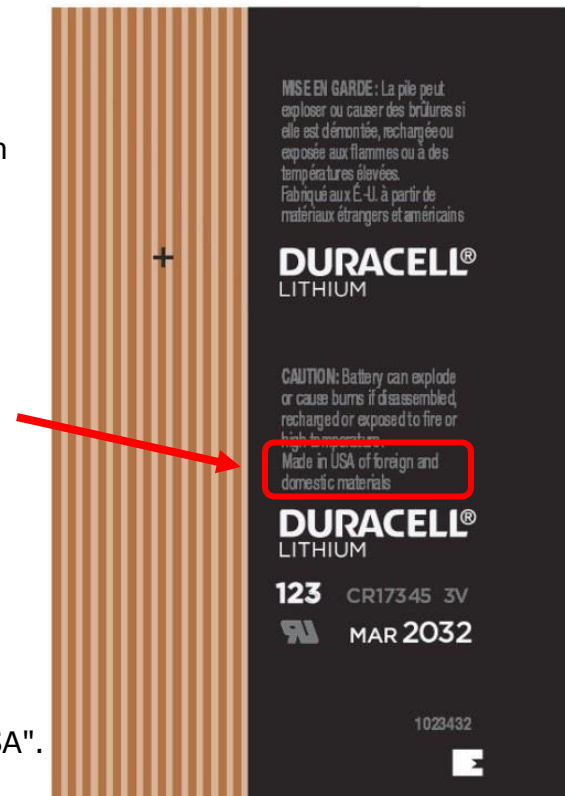 n
MISE EN GARDE: La pile peut
exploser ou causer des brûlures si
elle est démontée, rechargée ou
exposée aux flammes ou à des
températures élevées.
Fabriqué aux É.-U. à partir de
matériaux étrangers et américains
+
DURACELL®
LITHIUM
CAUTION: Battery can explode
or cause burns if disassembled,
recharged or exposed to fire or
high temperature.
Made in USA of foreign and
domestic materials
DURACELL®
LITHIUM
123 CR17345 3V
MAR 2032
1023432
SA".